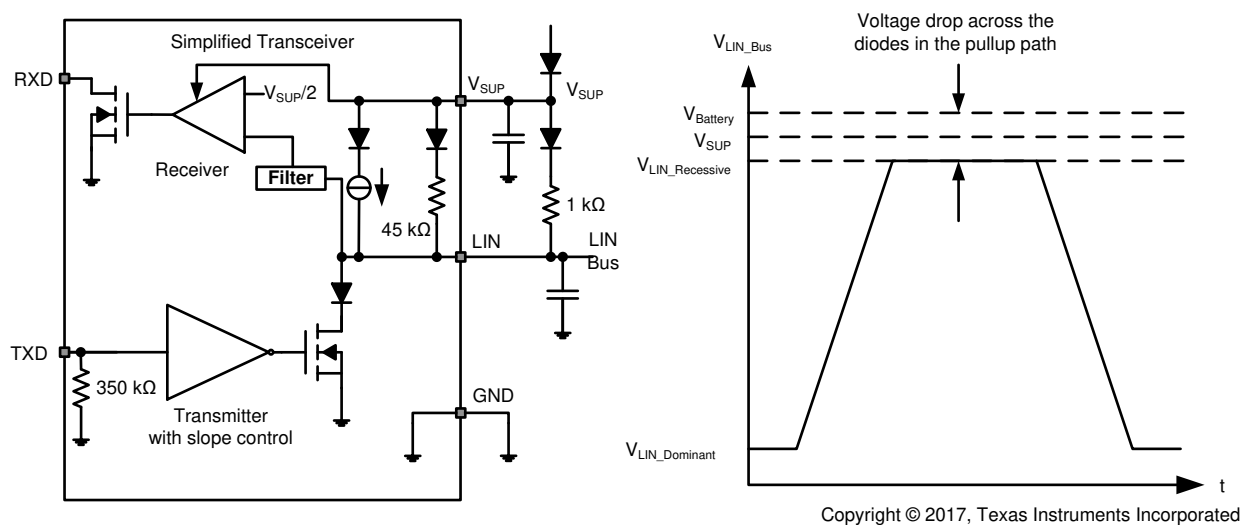 Simplified Transceiver
RXD
V_SUP/2
V_SUP
V_SUP
Receiver
Filter
45 kΩ
1 kΩ
LIN
LIN
Bus
TXD
350 kΩ
Transmitter
with slope control
GND
Voltage drop across the
diodes in the pullup path
V_LIN_Bus
V_Battery
V_SUP
V_LIN_Recessive
V_LIN_Dominant
t
Copyright © 2017, Texas Instruments Incorporated